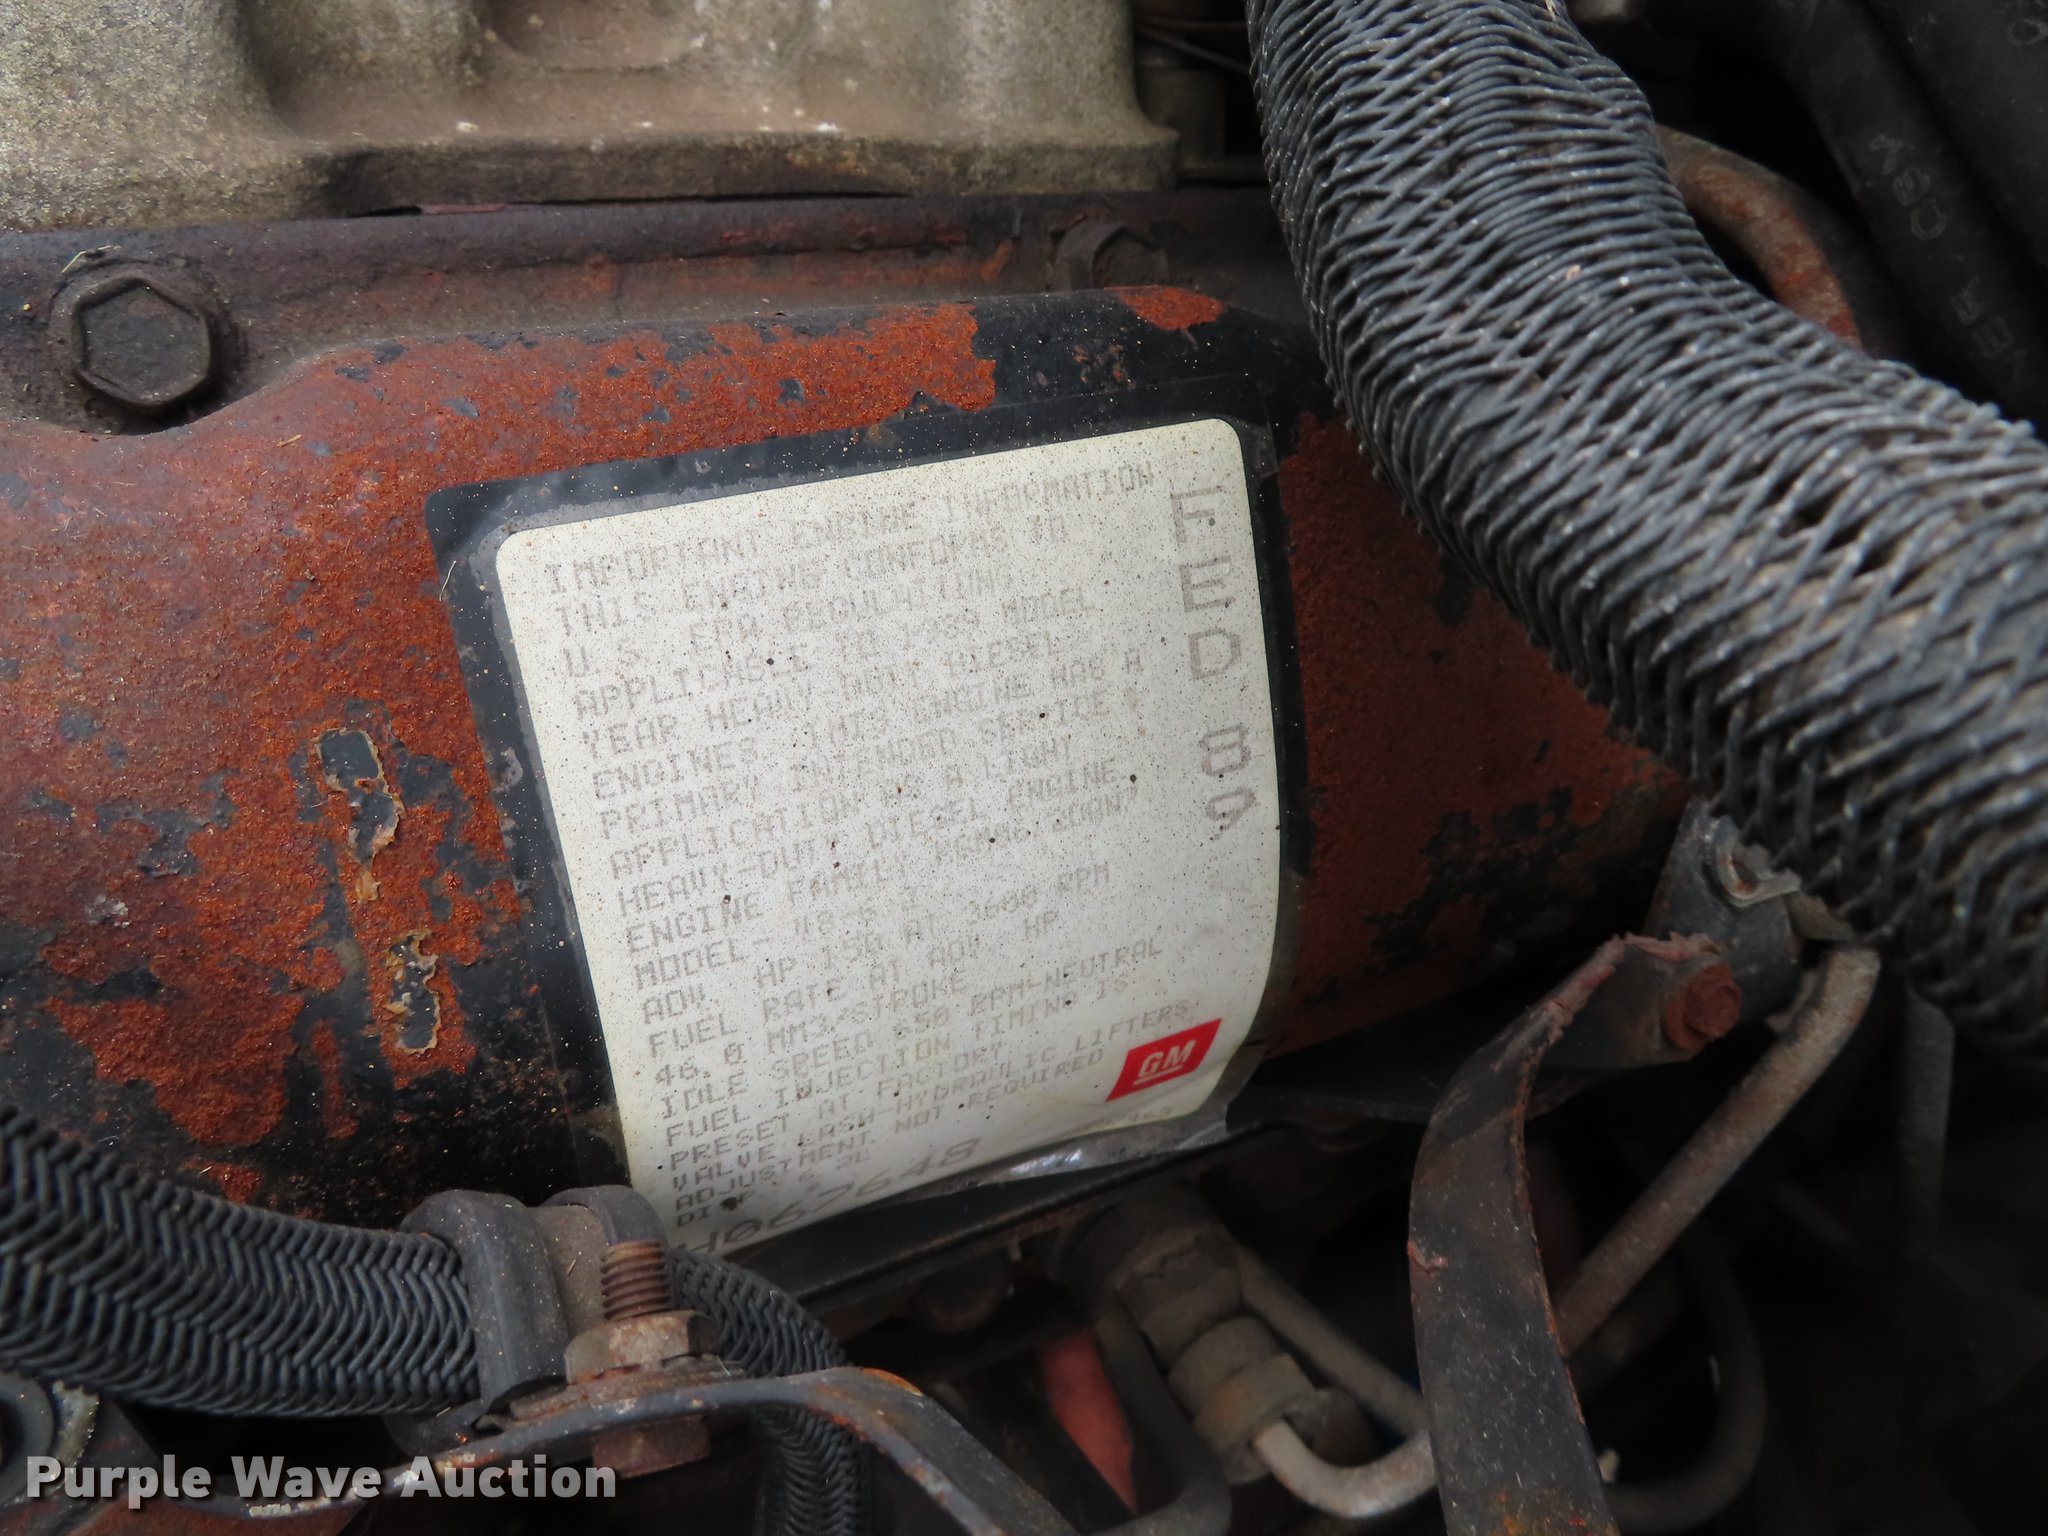 IMPORTANT ENGINE INFORMATION
THIS ENGINE CONFORMS TO
U.S. EPA REGULATIONS
APPLICABLE TO 1989 MODEL
YEAR HEAVY-DUTY DIESEL
ENGINES. THIS ENGINE HAS A
PRIMARY INTENDED SERVICE
APPLICATION AS A LIGHT
HEAVY-DUTY DIESEL ENGINE.
ENGINE FAMILY
MODEL-
ADV. HP 150 AT 3600 RPM
FUEL RATE AT ADV. HP
46.0 MM3/STROKE
IDLE SPEED 650 RPM-NEUTRAL
FUEL INJECTION TIMING IS
PRESET AT FACTORY
VALVE LASH-HYDRAULIC LIFTERS,
ADJUSTMENT NOT REQUIRED
FED 89
GM
Purple Wave Auction